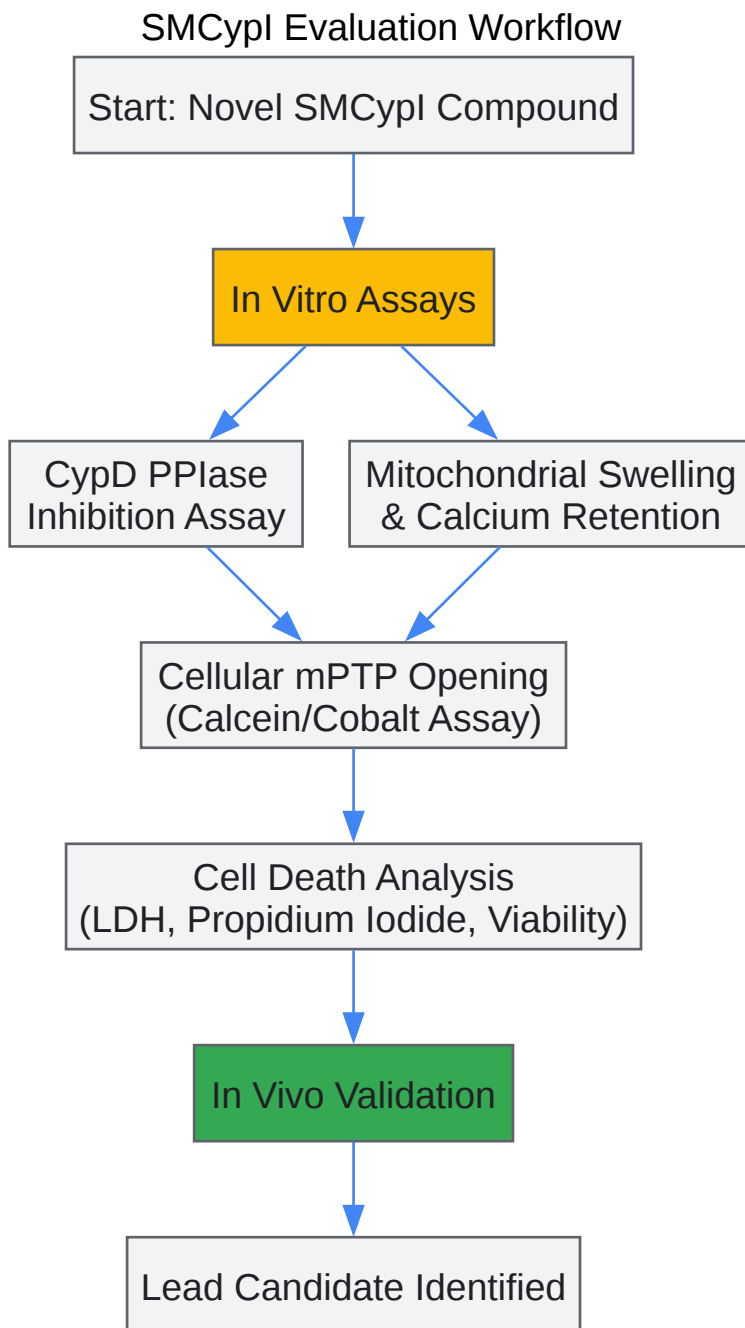 SMCypI Evaluation Workflow
Start: Novel SMCypI Compound
In Vitro Assays
CypD PPIase
Inhibition Assay
Mitochondrial Swelling
& Calcium Retention
Cellular mPTP Opening
(Calcein/Cobalt Assay)
Cell Death Analysis
(LDH, Propidium Iodide, Viability)
In Vivo Validation
Lead Candidate Identified